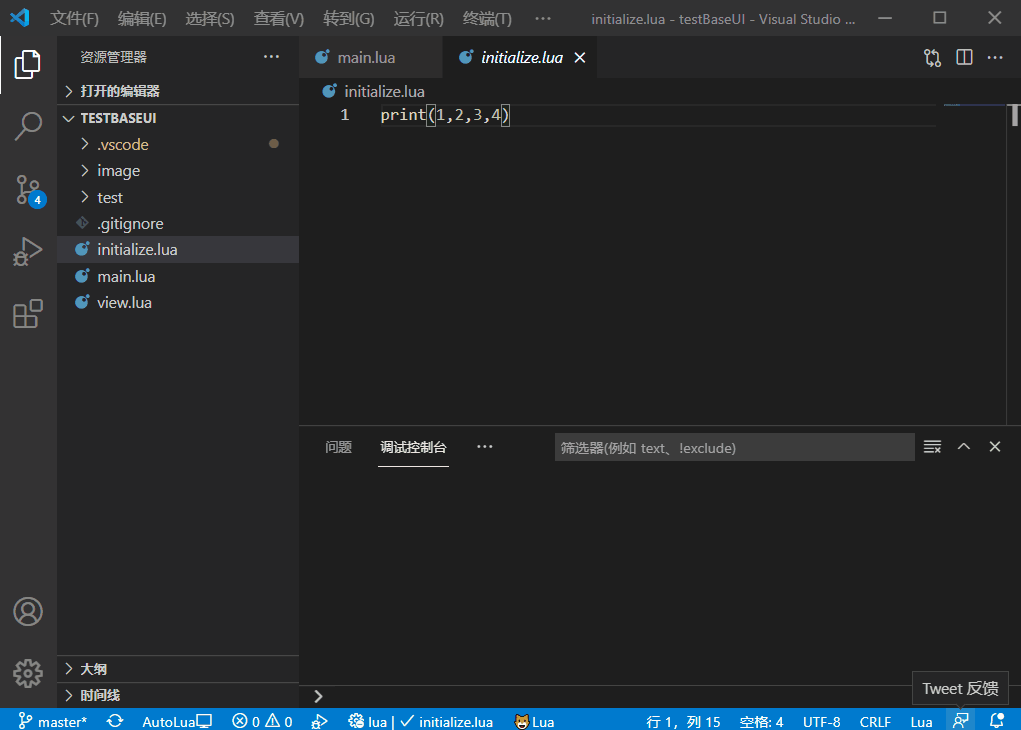 文件(F) 编辑(E) 选择(S) 查看(V) 转到(G) 运行(R) 终端(T) ··· initialize.lua - testBaseUI - Visual Studio ...
资源管理器 ···
打开的编辑器
TESTBASEUI
.vscode
image
test
.gitignore
initialize.lua
main.lua
view.lua
大纲
时间线
4
main.lua initialize.lua
initialize.lua
1 print(1,2,3,4)
问题 调试控制台 ··· 筛选器(例如 text、!exclude)
Tweet 反馈
master* AutoLua 0 0 lua | initialize.lua Lua 行 1，列 15 空格: 4 UTF-8 CRLF Lua